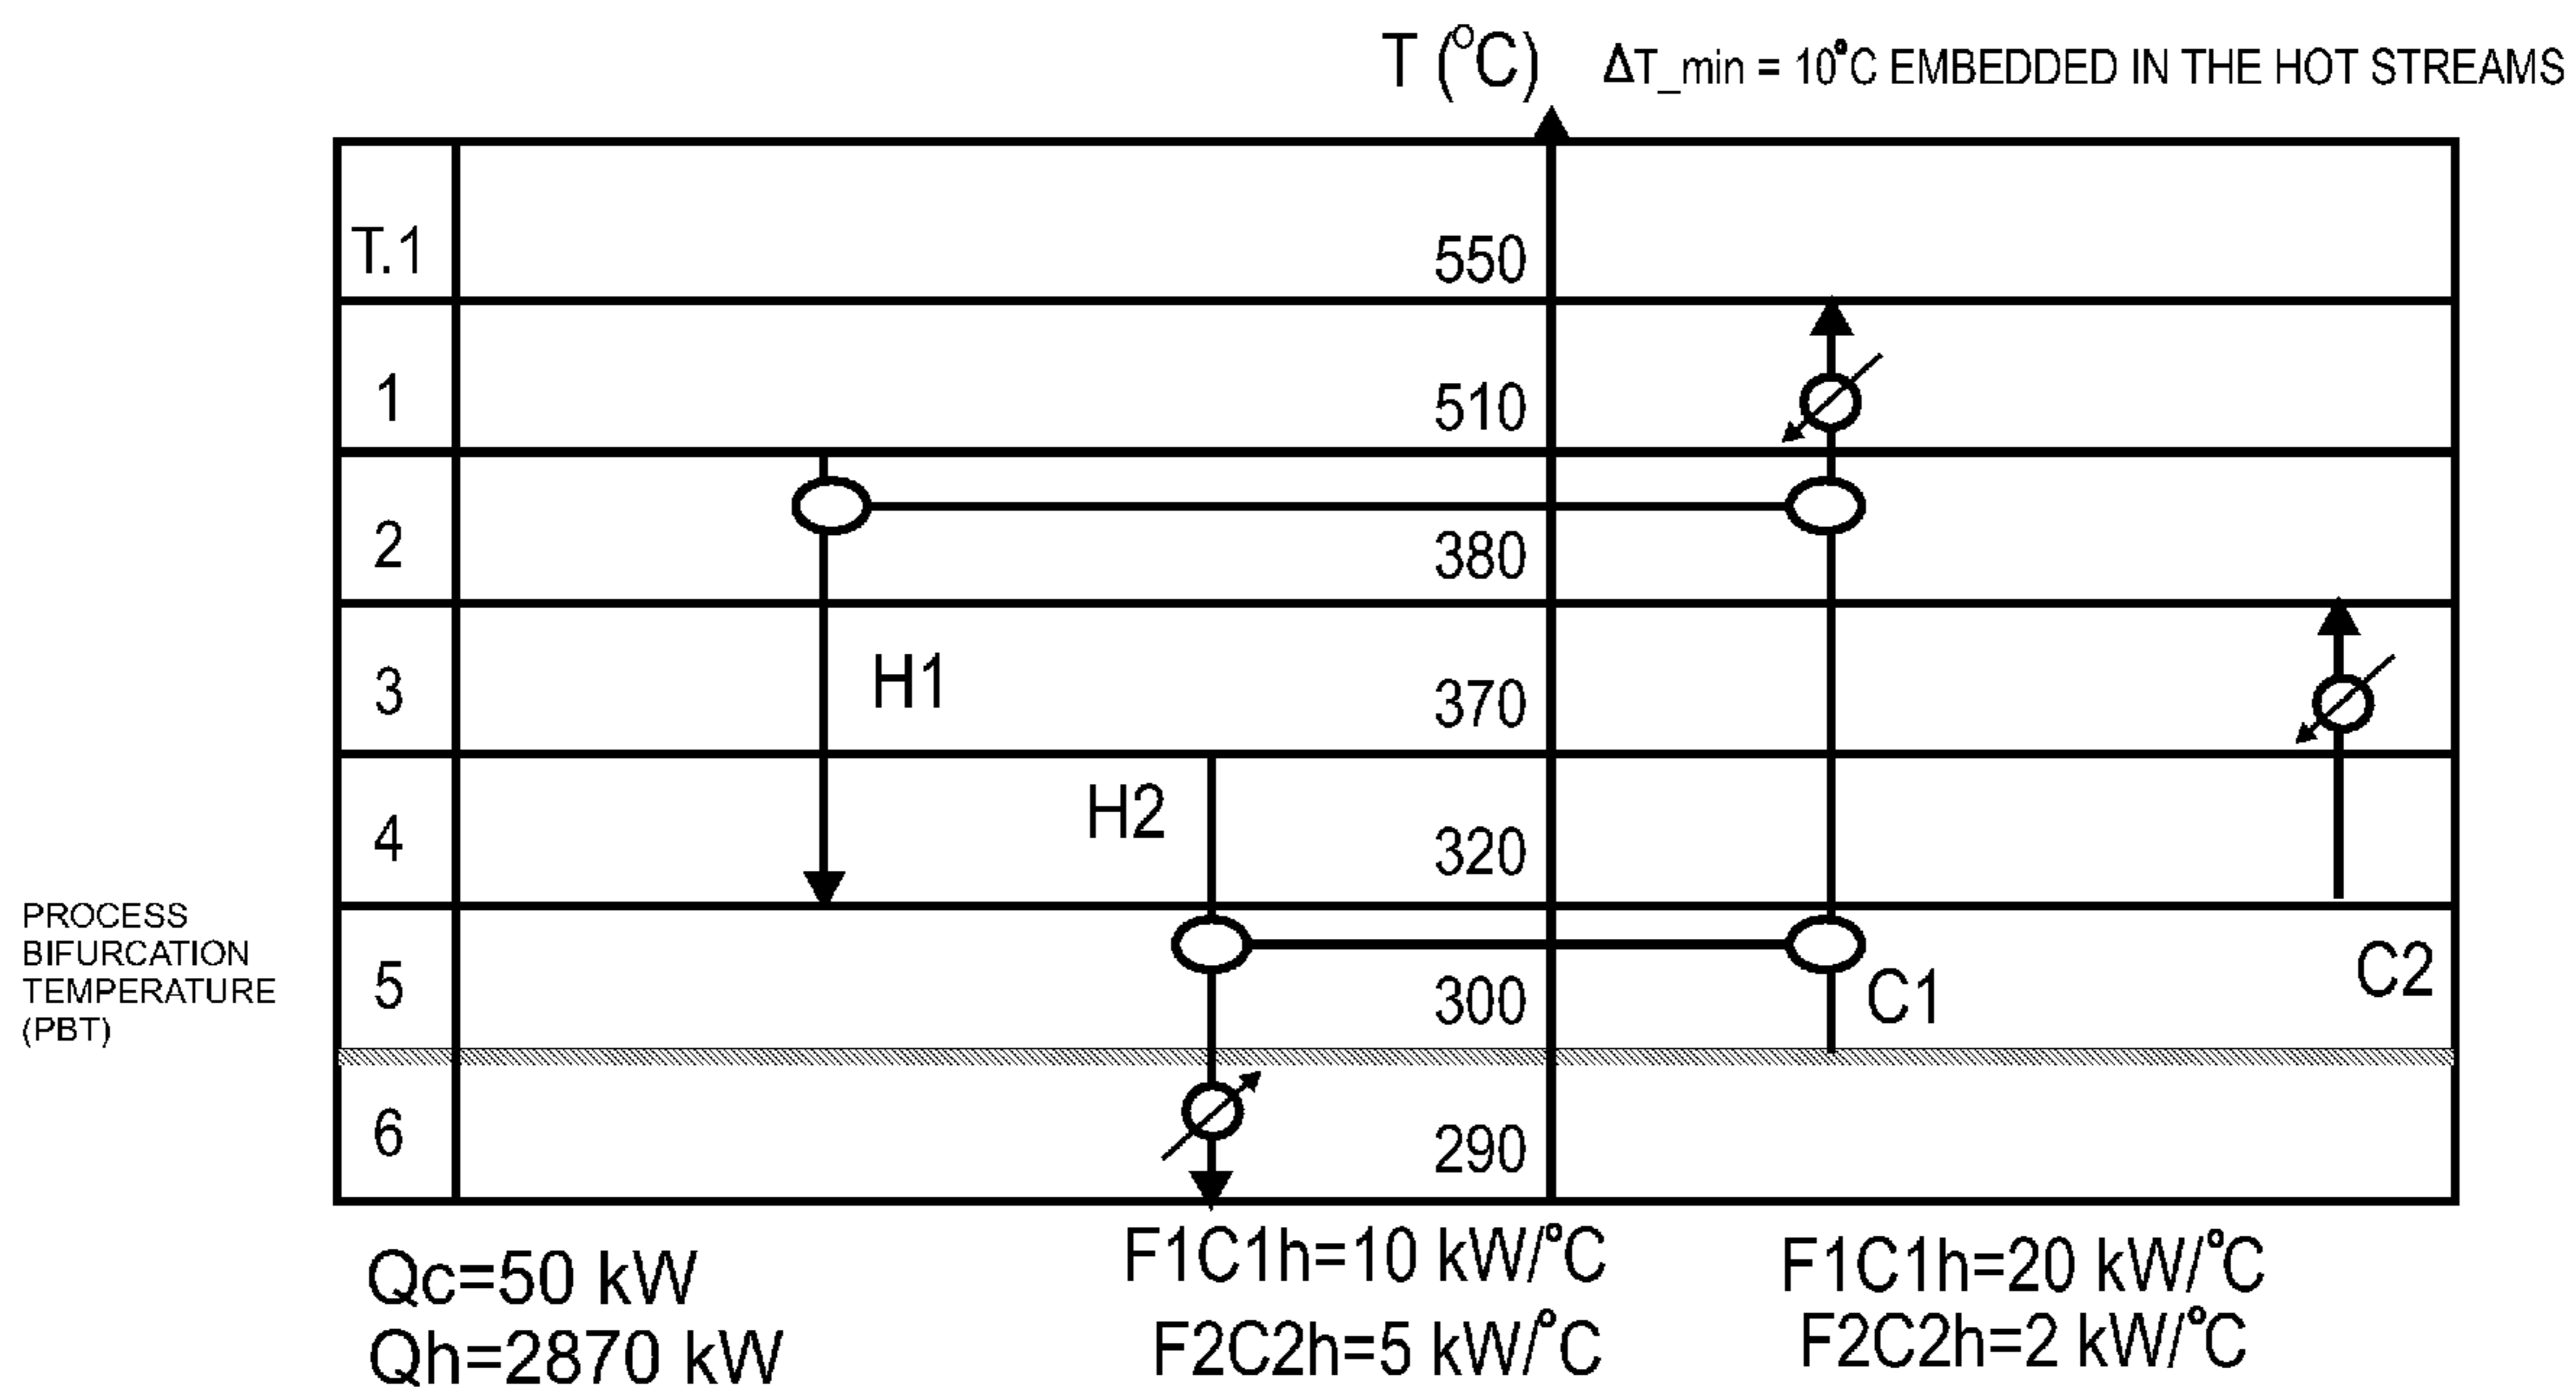 T (°C) ΔT_min = 10°C EMBEDDED IN THE HOT STREAMS
T.1 550
1 510
2 380
3 H1 370
4 H2 320
PROCESS
BIFURCATION
TEMPERATURE
(PBT)
5 300 C1 C2
6 290
Qc=50 kW
Qh=2870 kW
F1C1h=10 kW/°C
F2C2h=5 kW/°C
F1C1h=20 kW/°C
F2C2h=2 kW/°C